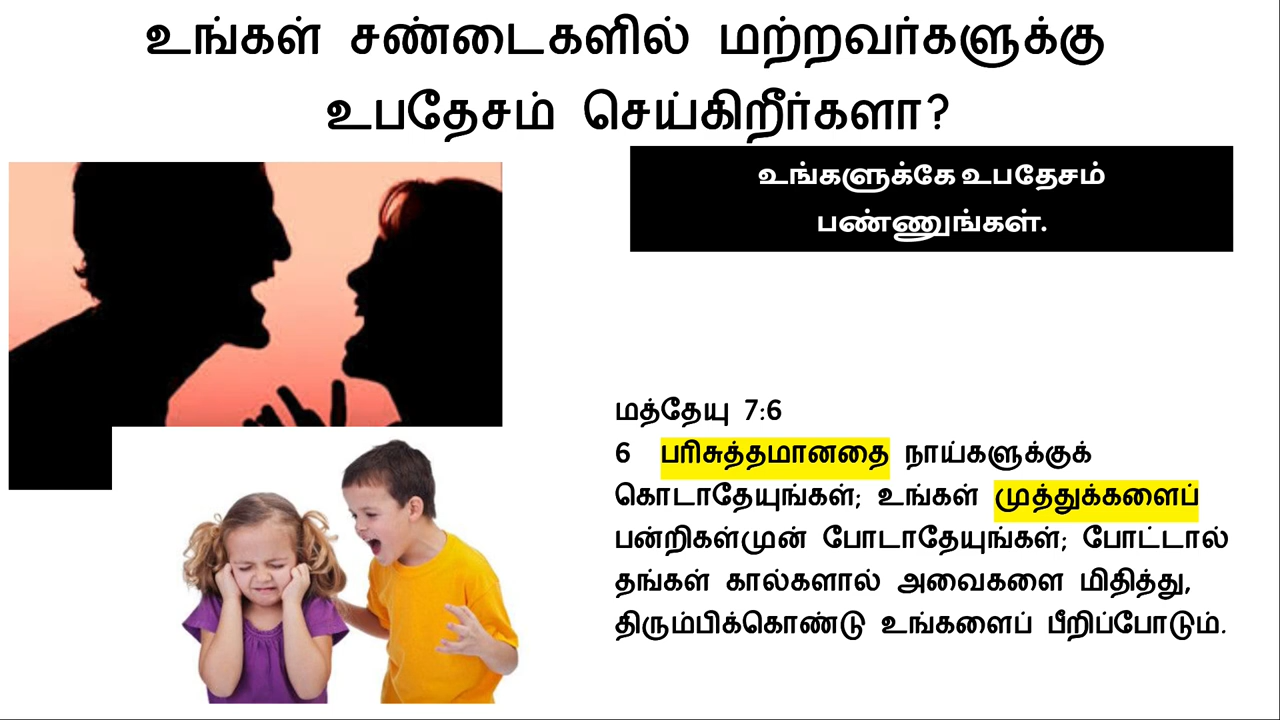 உங்கள் சண்டைகளில் மற்றவர்களுக்கு
உபதேசம் செய்கிறீர்களா?
உங்களுக்கே உபதேசம்
பண்ணுங்கள்.
மத்தேயு 7:6
6 பரிசுத்தமானதை நாய்களுக்குக்
கொடாதேயுங்கள்; உங்கள் முத்துக்களைப்
பன்றிகள்முன் போடாதேயுங்கள்; போட்டால்
தங்கள் கால்களால் அவைகளை மிதித்து,
திரும்பிக்கொண்டு உங்களைப் பீறிப்போடும்.